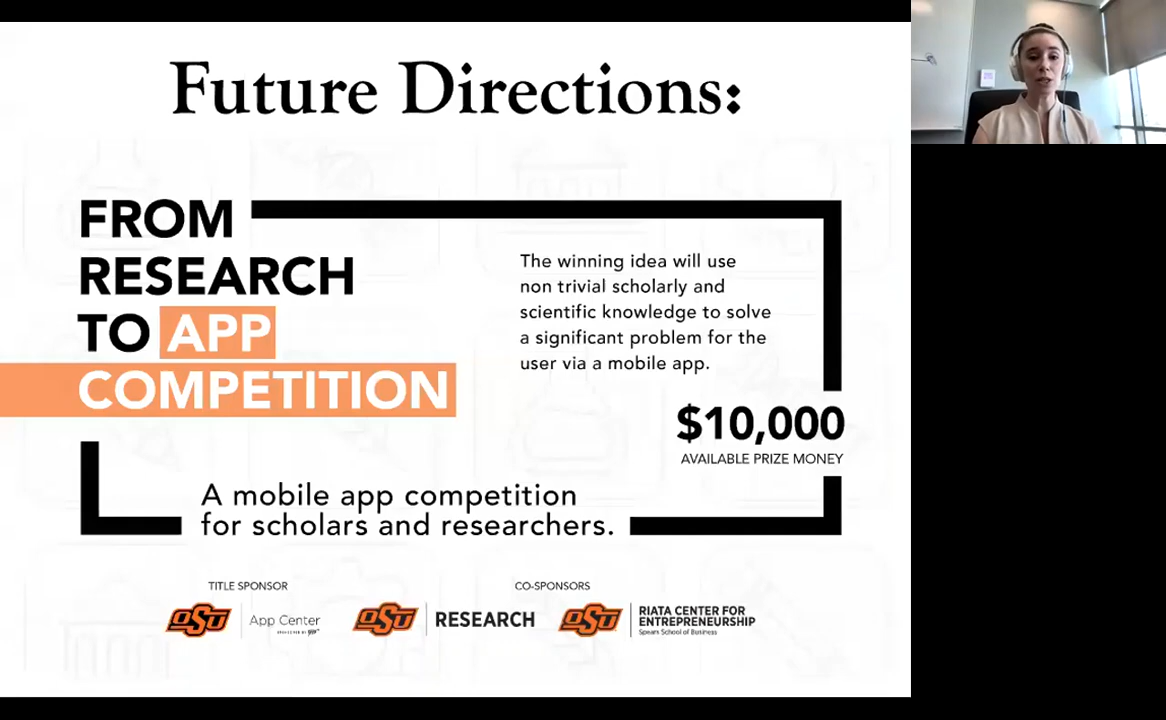 Future Directions:
FROM
RESEARCH
TO APP
COMPETITION
The winning idea will use
non trivial scholarly and
scientific knowledge to solve
a significant problem for the
user via a mobile app.
$10,000
AVAILABLE PRIZE MONEY
A mobile app competition
for scholars and researchers.
TITLE SPONSOR
CO-SPONSORS
OSU App Center
OSU RESEARCH
OSU RIATA CENTER FOR
ENTREPRENEURSHIP
Spears School of Business